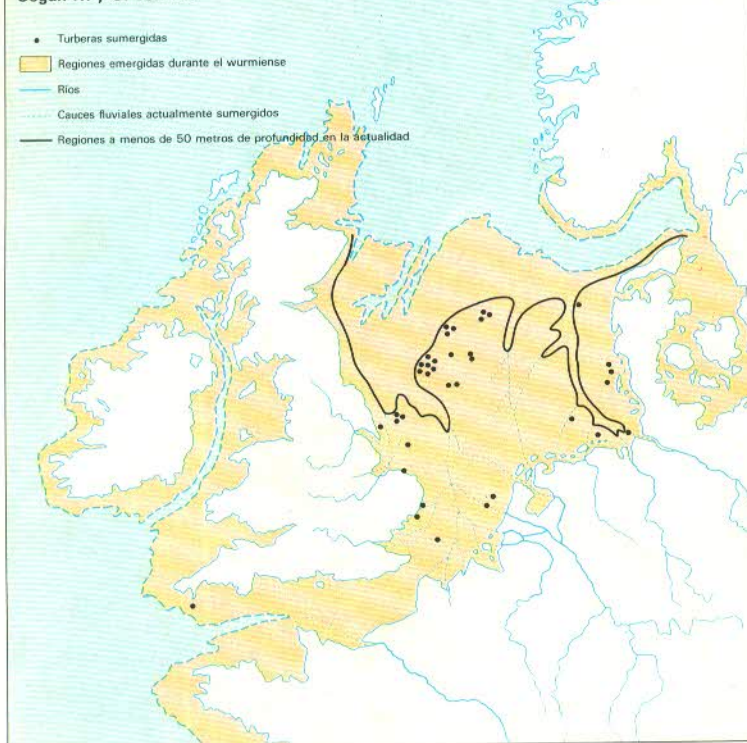 Turberas sumergidas
Regiones emergidas durante el wurmiense
Ríos
Cauces fluviales actualmente sumergidos
Regiones a menos de 50 metros de profundidad en la actualidad